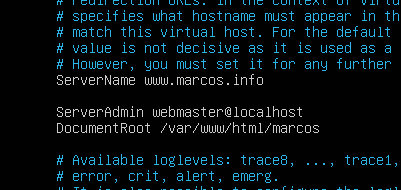 # redirection URLs. In the context of virtu
# specifies what hostname must appear in th
# match this virtual host. For the default
# value is not decisive as it is used as a
# However, you must set it for any further
ServerName www.marcos.info
ServerAdmin webmaster@localhost
DocumentRoot /var/www/html/marcos
# Available loglevels: trace8, ..., trace1,
# error, crit, alert, emerg.
# It is also possible to configure the logl